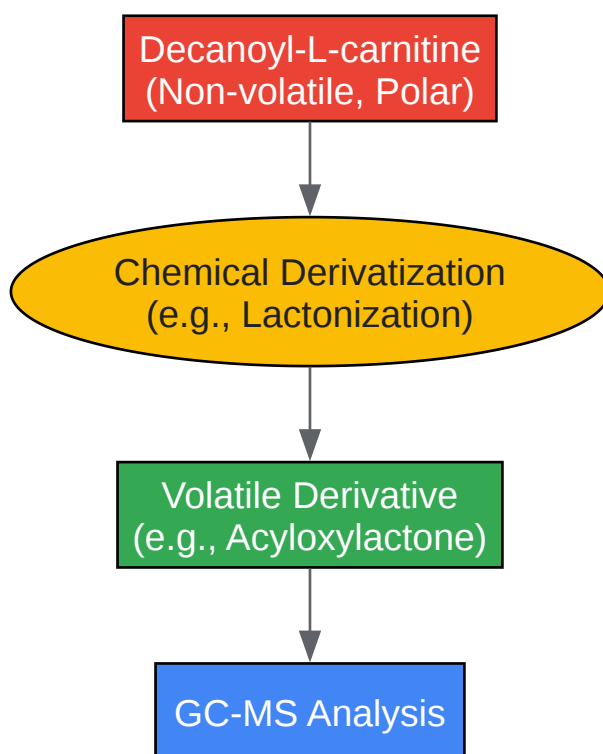 Decanoyl-L-carnitine
(Non-volatile, Polar)
Chemical Derivatization
(e.g., Lactonization)
Volatile Derivative
(e.g., Acyloxylactone)
GC-MS Analysis